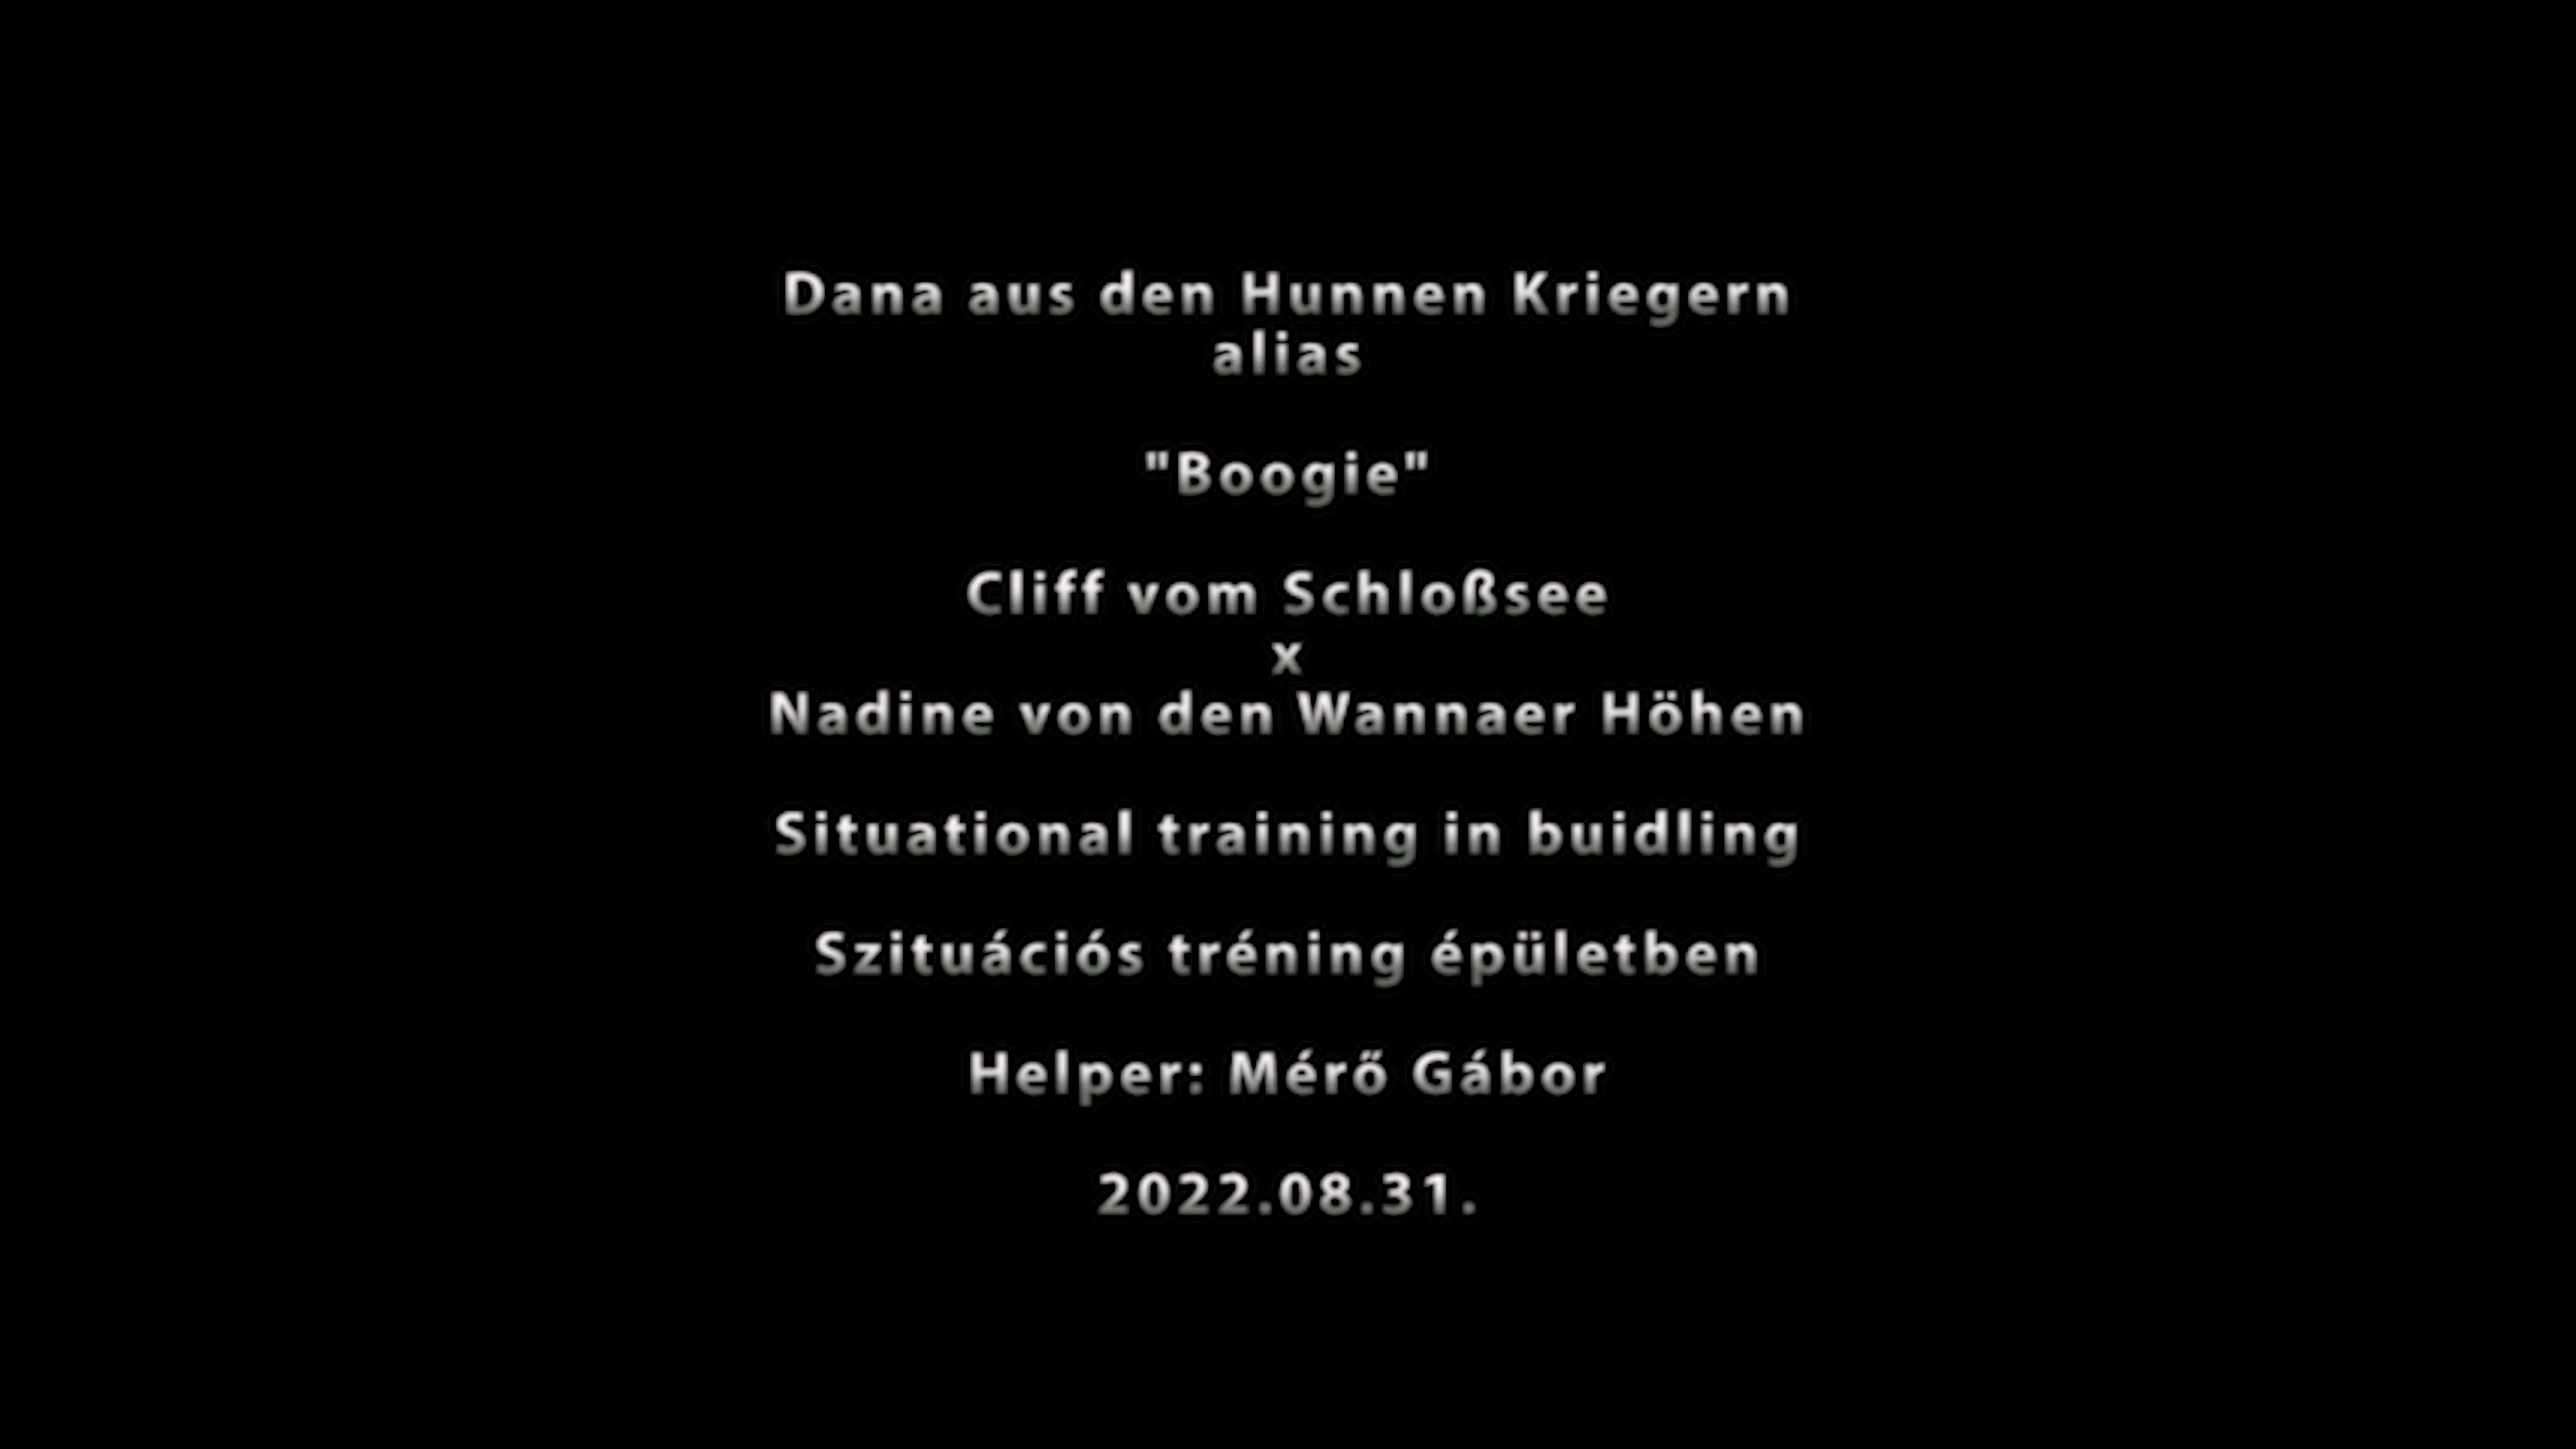 Dana aus den Hunnen Kriegern
alias
"Boogie"
Cliff vom Schloßsee
x
Nadine von den Wannaer Höhen
Situational training in buidling
Szituációs tréning épületben
Helper: Mérő Gábor
2022.08.31.